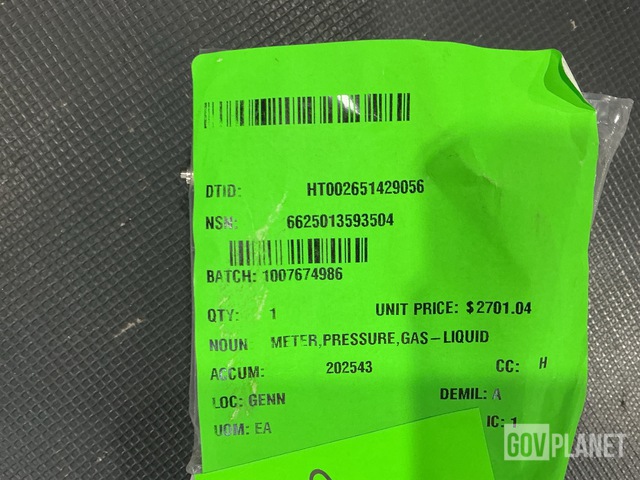 DTID: HT002651429056
NSN: 6625013593504
BATCH: 1007674986
QTY: 1 UNIT PRICE: $2701.04
NOUN METER,PRESSURE,GAS-LIQUID
ACCUM: 202543 CC: H
LOC: GENN DEMIL: A
UOM: EA IC: 1
GOVPLANET